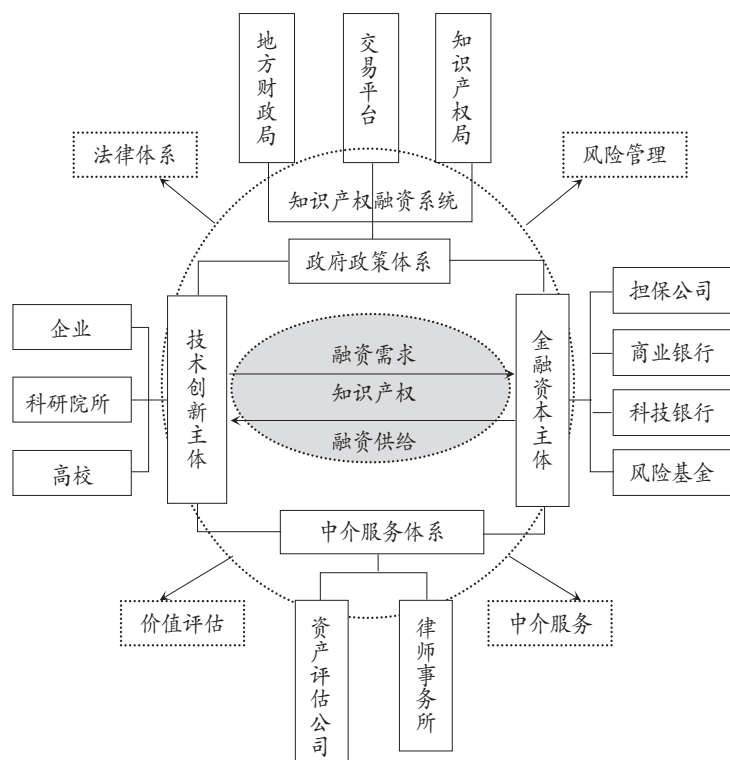 地方财政局
交易平台
知识产权局
法律体系
风险管理
知识产权融资系统
政府政策体系
企业
科研院所
高校
技术创新主体
融资需求
知识产权
融资供给
金融资本主体
担保公司
商业银行
科技银行
风险基金
中介服务体系
价值评估
中介服务
资产评估公司
律师事务所